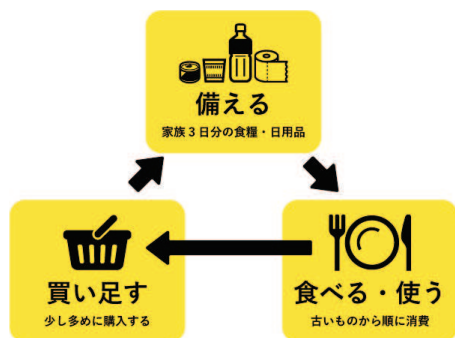 備える
家族3日分の食糧・日用品
買い足す
少し多めに購入する
食べる・使う
古いものから順に消費